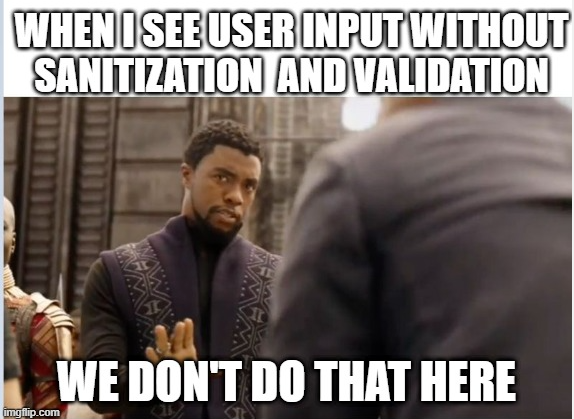 WHEN I SEE USER INPUT WITHOUT
SANITIZATION AND VALIDATION
WE DON'T DO THAT HERE
imgflip.com